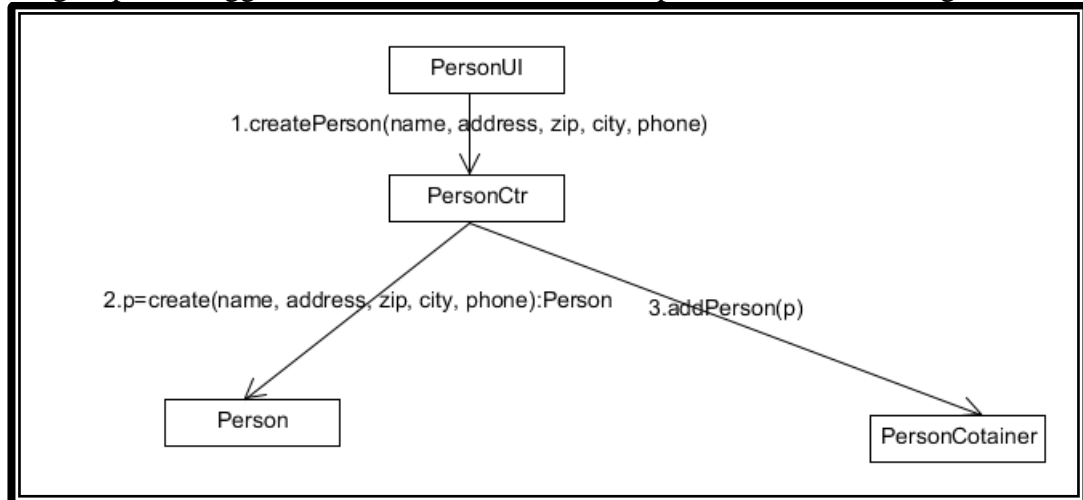 PersonUI
1.createPerson(name, address, zip, city, phone)
PersonCtr
2.p=create(name, address, zip, city, phone):Person
3.addPerson(p)
Person
PersonCotainer